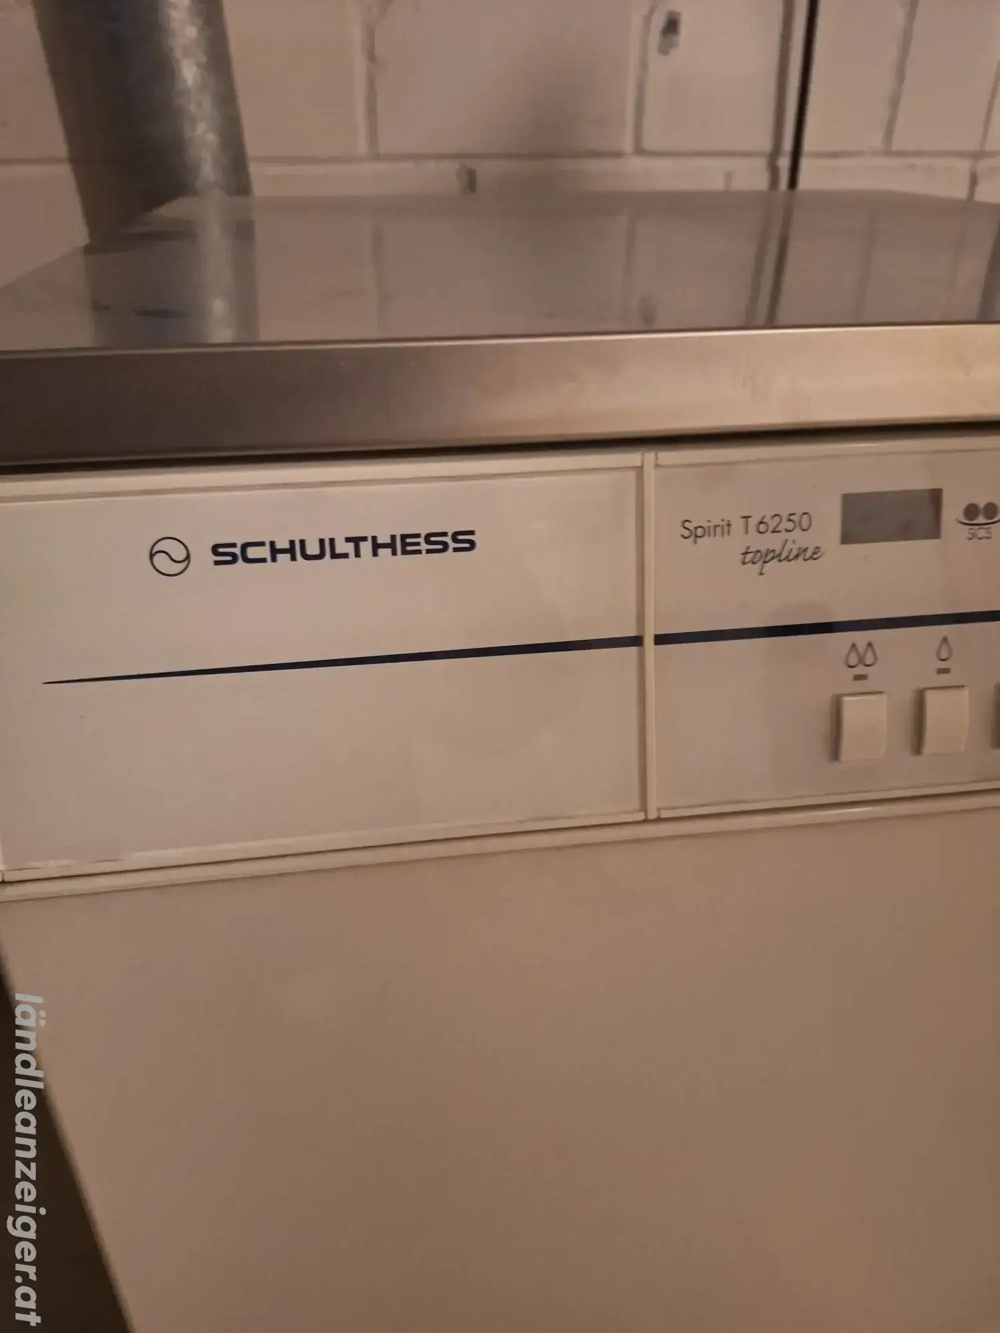 SCHULTHESS
Spirit T6250
topline
SCS
ländleanzeiger.at